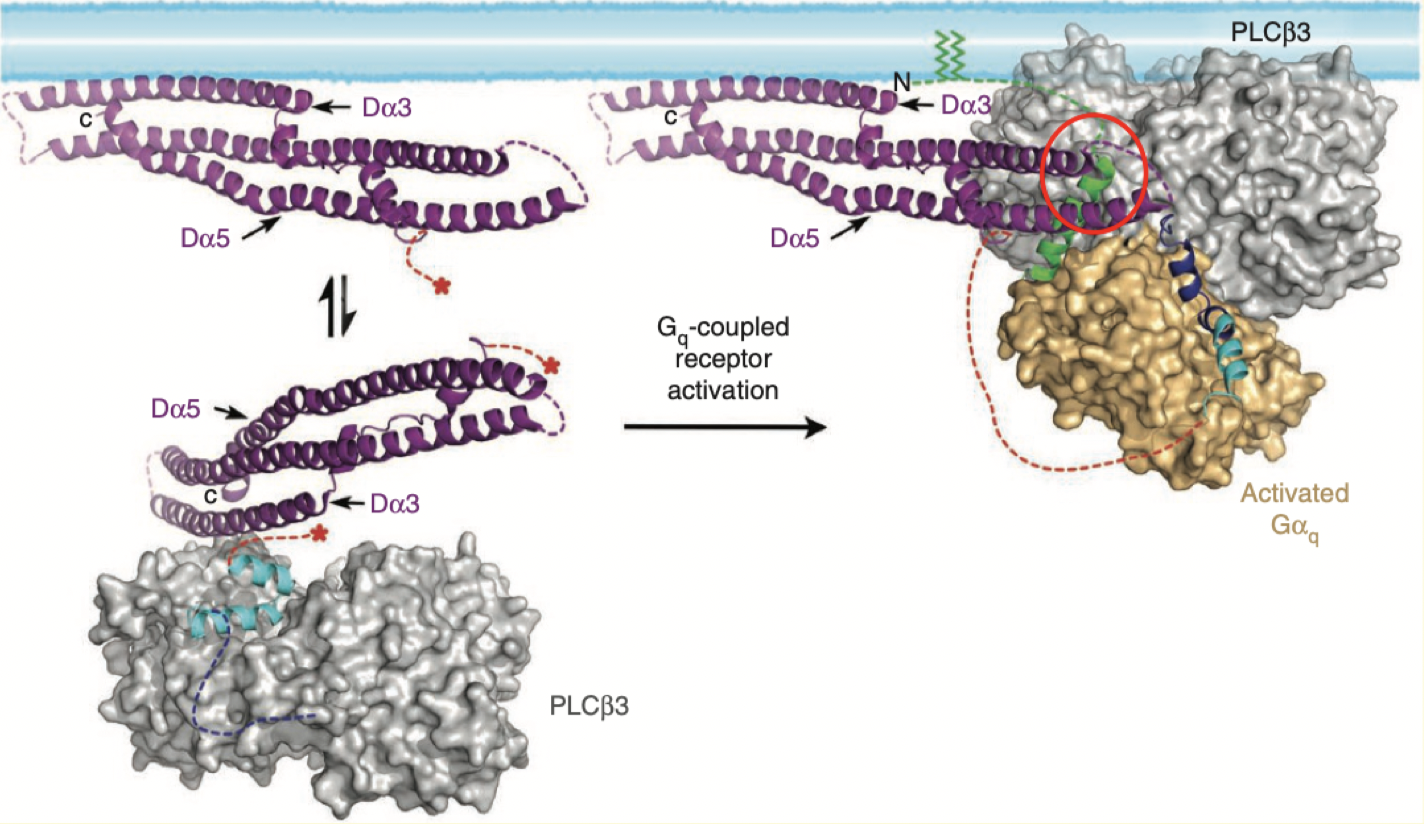 PLCβ3
N
Dα3
Dα3
C
C
Dα5
Dα5
Gq-coupled
receptor
activation
Dα5
C
Dα3
Activated
Gαq
PLCβ3